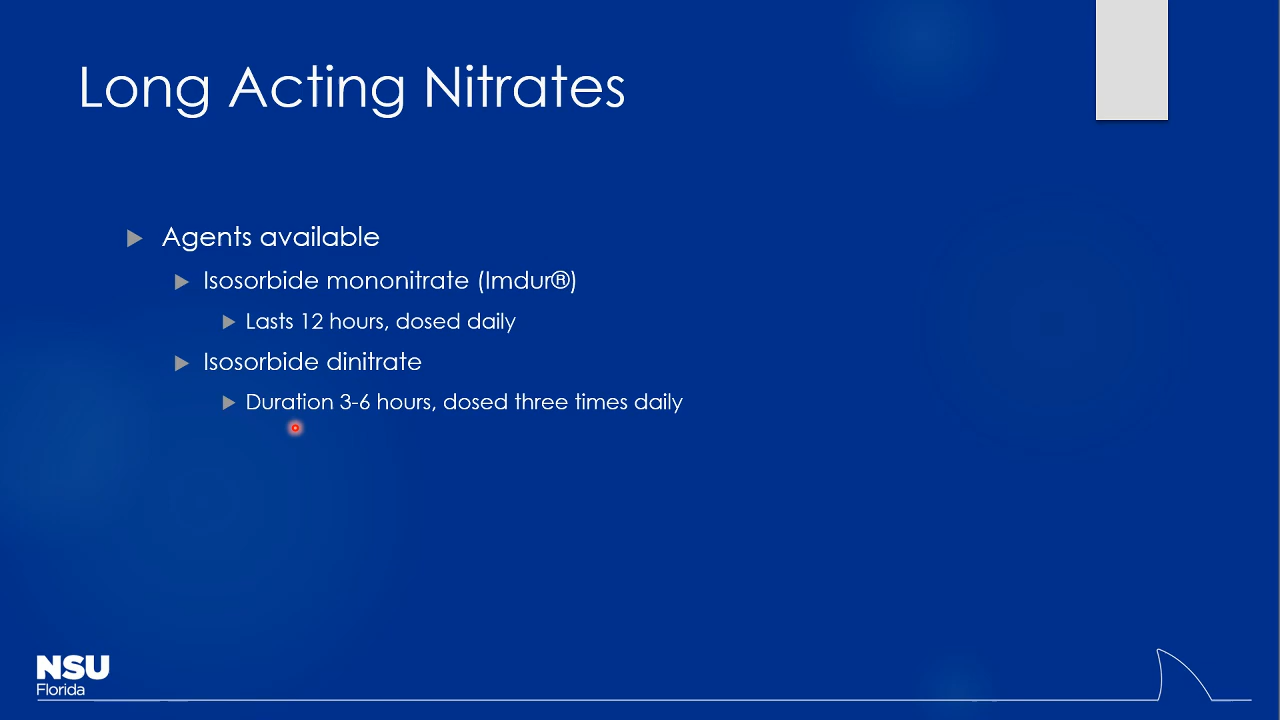 Long Acting Nitrates
Agents available
Isosorbide mononitrate (Imdur®)
Lasts 12 hours, dosed daily
Isosorbide dinitrate
Duration 3-6 hours, dosed three times daily
NSU
Florida